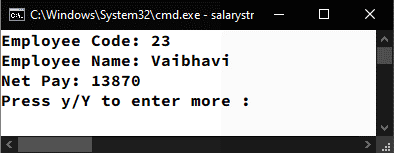 C:\Windows\System32\cmd.exe - salarystr
Employee Code: 23
Employee Name: Vaibhavi
Net Pay: 13870
Press y/Y to enter more :